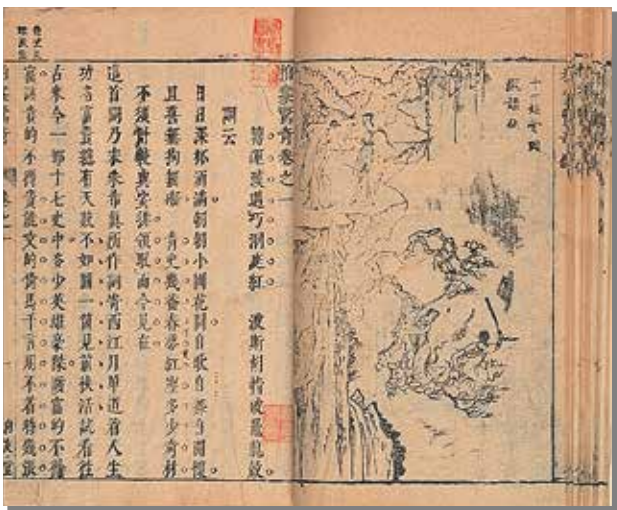 拍案驚奇卷之一
轉運漢遇巧洞庭紅 波斯胡指破鼉龍殼
詞云
日日深杯酒滿朝朝小圃花開自歌自舞自開懷
且喜無拘無礙 青史幾番春夢紅塵多少奇材
不須計較與安排領取而今見在
這首詞乃宋朱希真所作詞寄西江月單道着人生
功名富貴總有天數不如圖一箇見前快活試看往
古來今一部十七史中多少英雄豪傑該富的不得
富該貴的不得貴能文的倚馬千言用不着時幾張